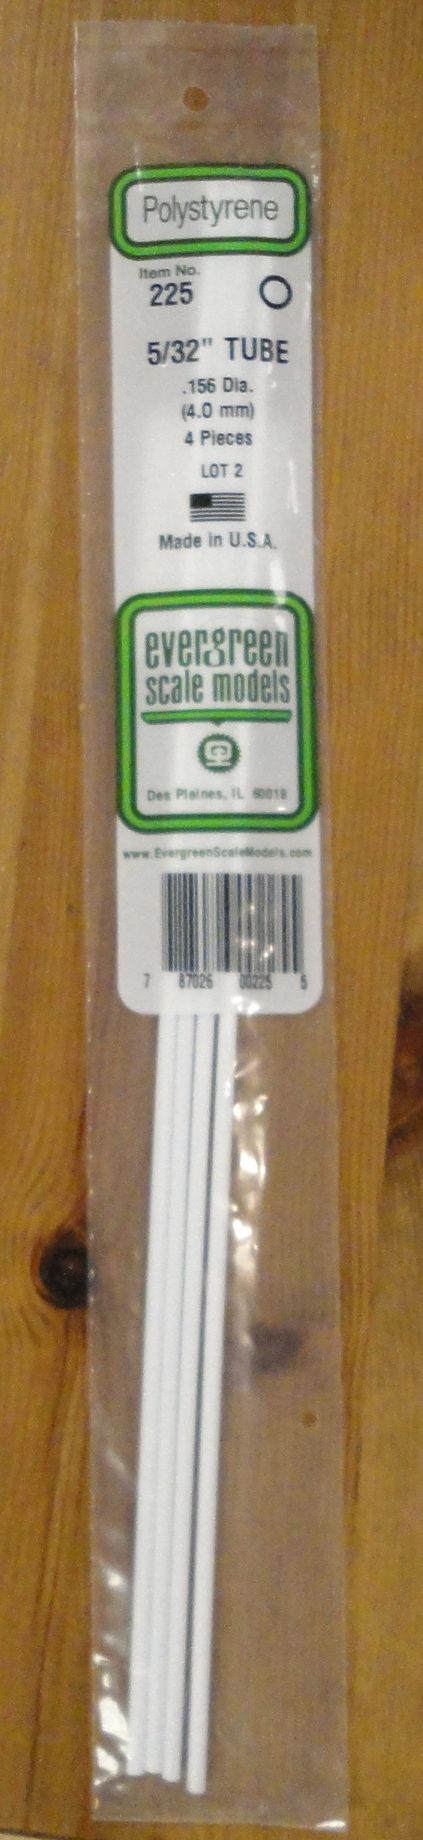 Polystyrene
Item No.
225
5/32" TUBE
.156 Dia.
(4.0 mm)
4 Pieces
LOT 2
Made in U.S.A.
evergreen
scale models
Des Plaines, IL 60018
www.EvergreenScaleModels.com
7 87026 00225 5